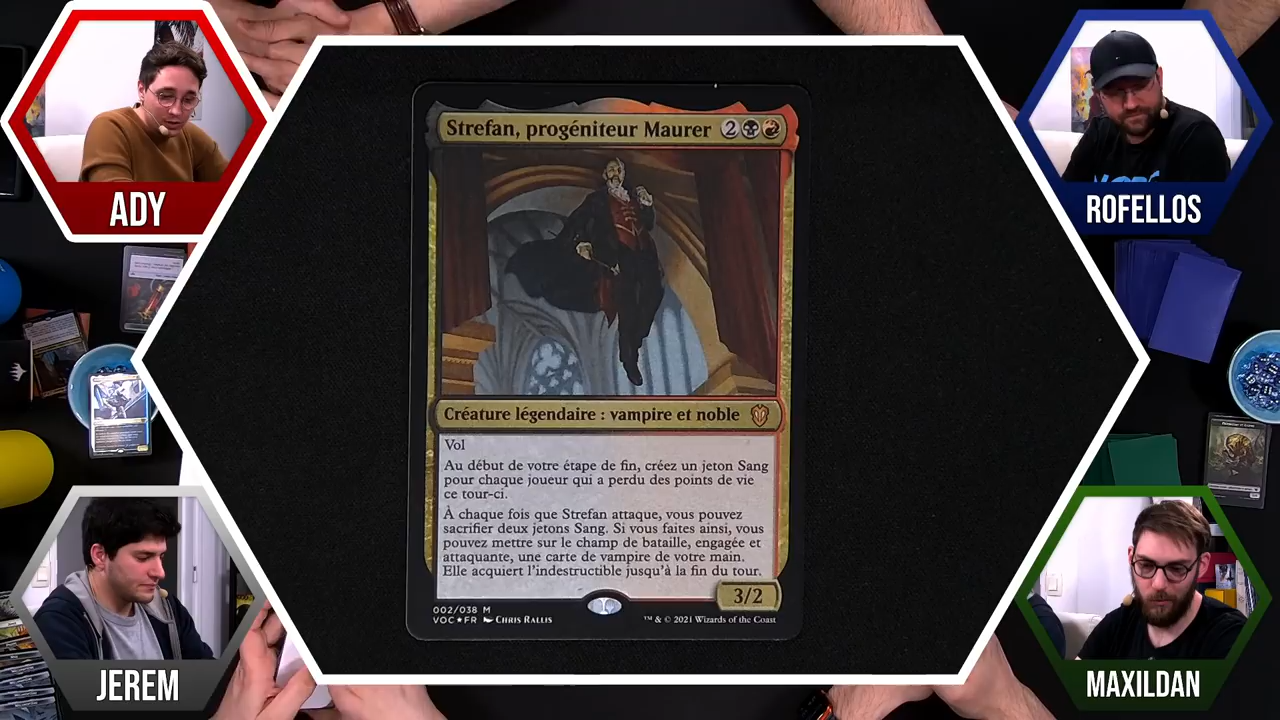 ADY
ROFELLOS
Strefan, progéniteur Maurer 2
Créature légendaire : vampire et noble
Vol
Au début de votre étape de fin, créez un jeton Sang
pour chaque joueur qui a perdu des points de vie
ce tour-ci.
À chaque fois que Strefan attaque, vous pouvez
sacrifier deux jetons Sang. Si vous faites ainsi, vous
pouvez mettre sur le champ de bataille, engagée et
attaquante, une carte de vampire de votre main.
Elle acquiert l'indestructible jusqu'à la fin du tour.
3/2
002/038 M
VOC ★ FR Chris Rallis
™ & © 2021 Wizards of the Coast
JEREM
MAXILDAN